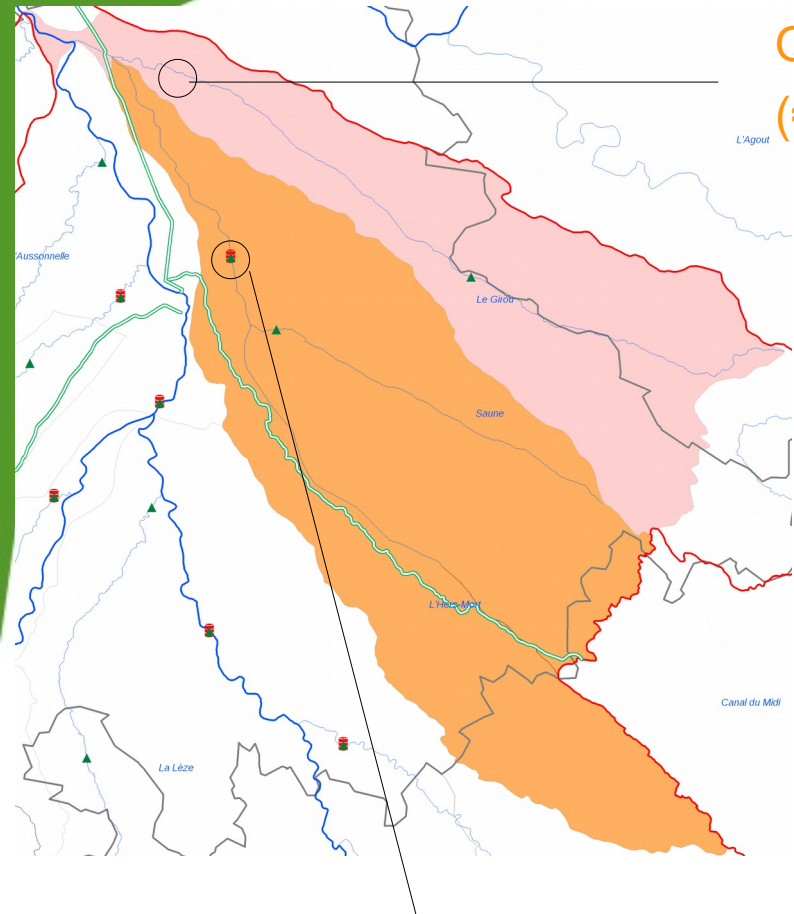 L'Agout
Aussonnelle
Le Girou
Saune
L'Hers-Mort
Canal du Midi
La Lèze